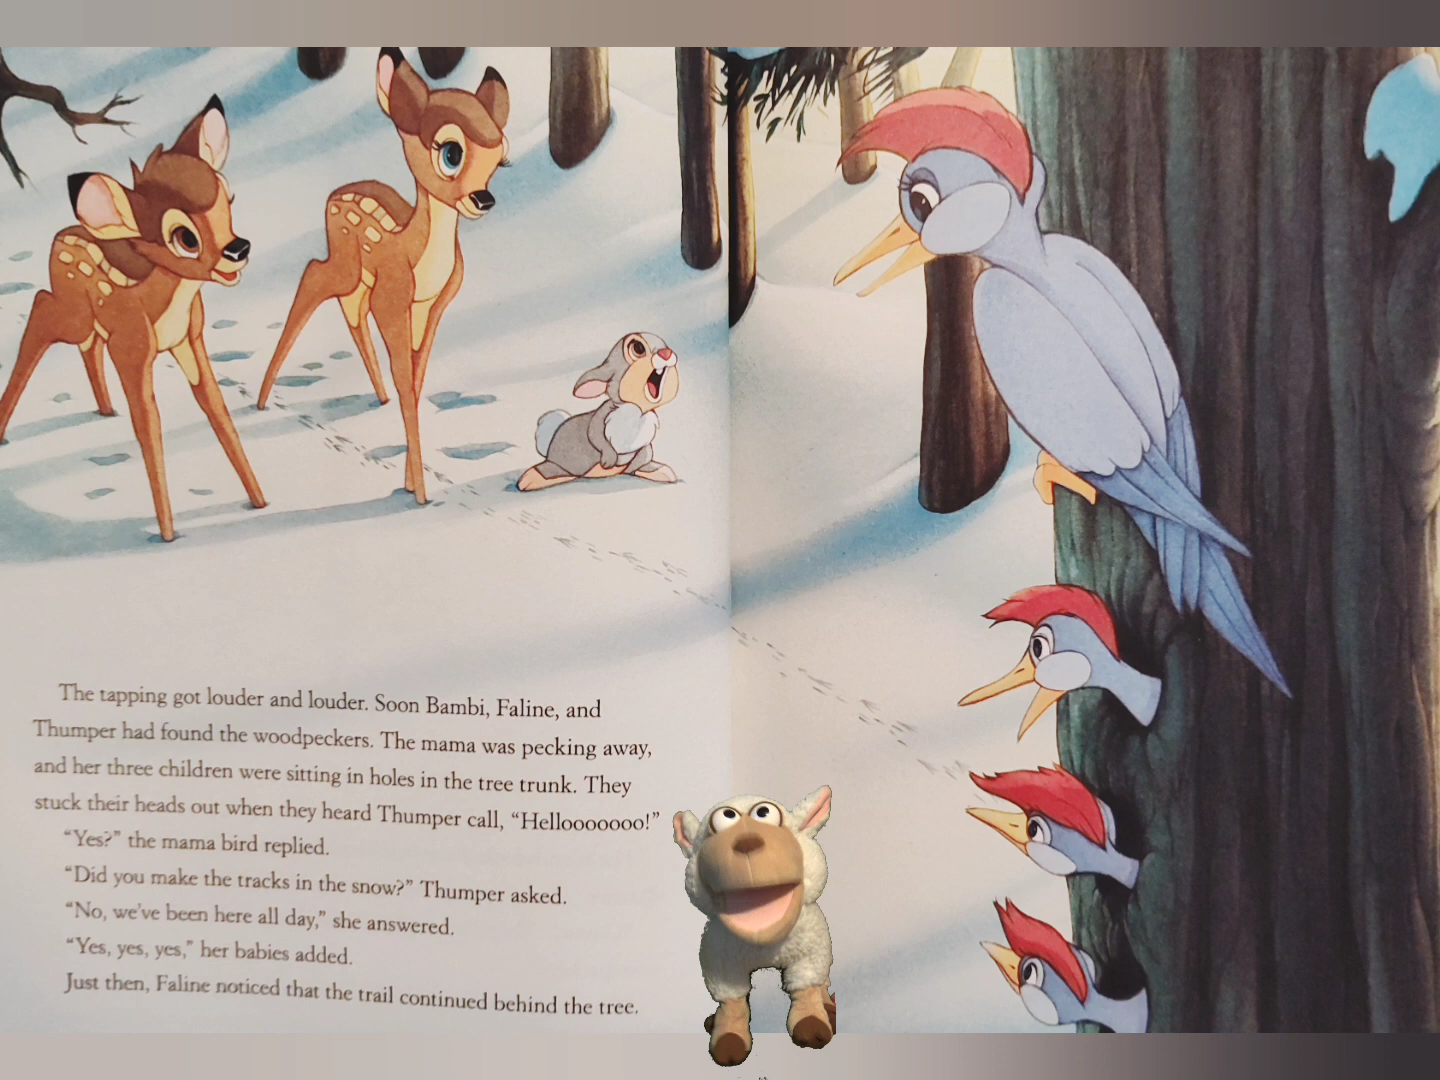 The tapping got louder and louder. Soon Bambi, Faline, and
Thumper had found the woodpeckers. The mama was pecking away,
and her three children were sitting in holes in the tree trunk. They
stuck their heads out when they heard Thumper call, “Hellooooooo!”
“Yes?” the mama bird replied.
“Did you make the tracks in the snow?” Thumper asked.
“No, we’ve been here all day,” she answered.
“Yes, yes, yes,” her babies added.
Just then, Faline noticed that the trail continued behind the tree.